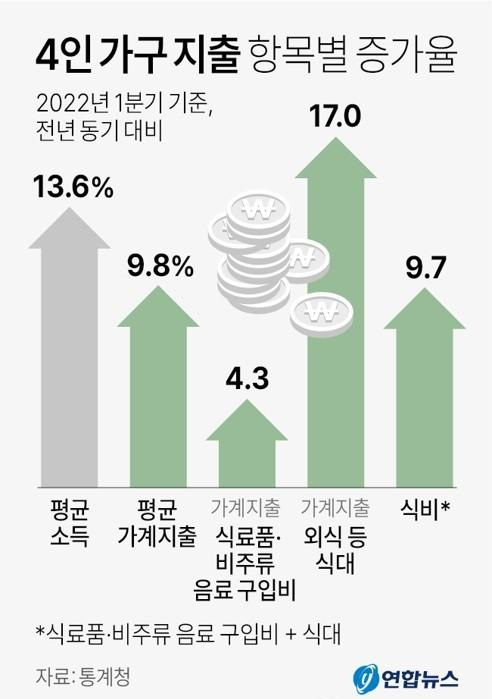 4인 가구 지출 항목별 증가율
2022년 1분기 기준,
전년 동기 대비
13.6%
9.8%
4.3
17.0
9.7
평균
소득
평균
가계지출
가계지출
식료품·
비주류
음료 구입비
가계지출
외식 등
식대
식비*
*식료품·비주류 음료 구입비 + 식대
자료: 통계청
연합뉴스